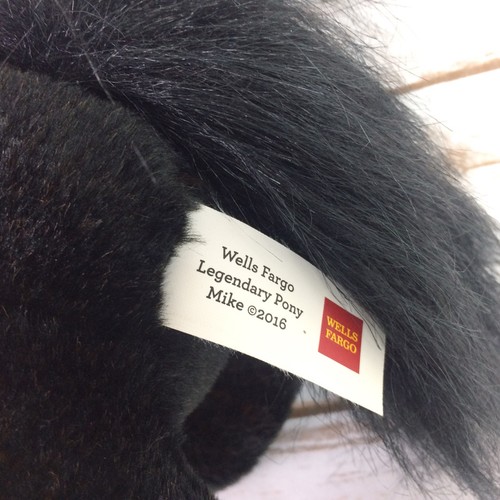 Wells Fargo
Legendary Pony
Mike ©2016
WELLS
FARGO